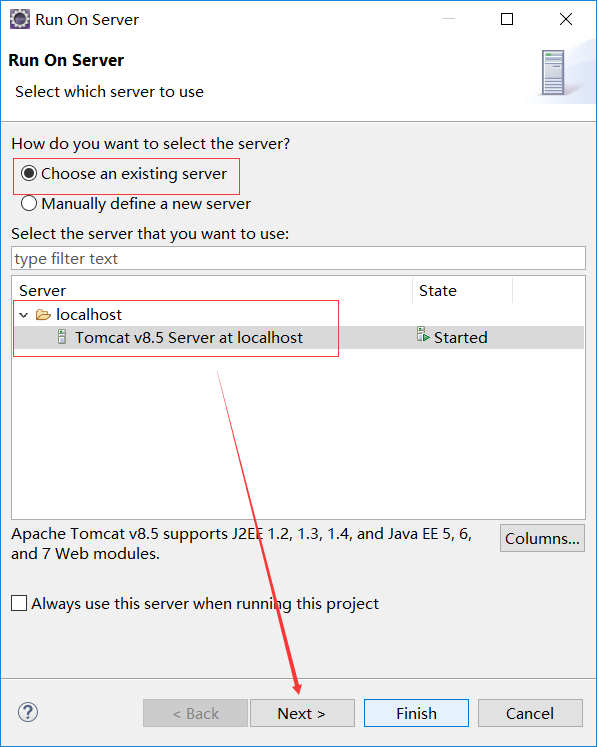 Run On Server
Run On Server
Select which server to use
How do you want to select the server?
Choose an existing server
Manually define a new server
Select the server that you want to use:
type filter text
Server State
localhost
Tomcat v8.5 Server at localhost Started
Apache Tomcat v8.5 supports J2EE 1.2, 1.3, 1.4, and Java EE 5, 6,
and 7 Web modules.
Columns...
Always use this server when running this project
? < Back Next > Finish Cancel